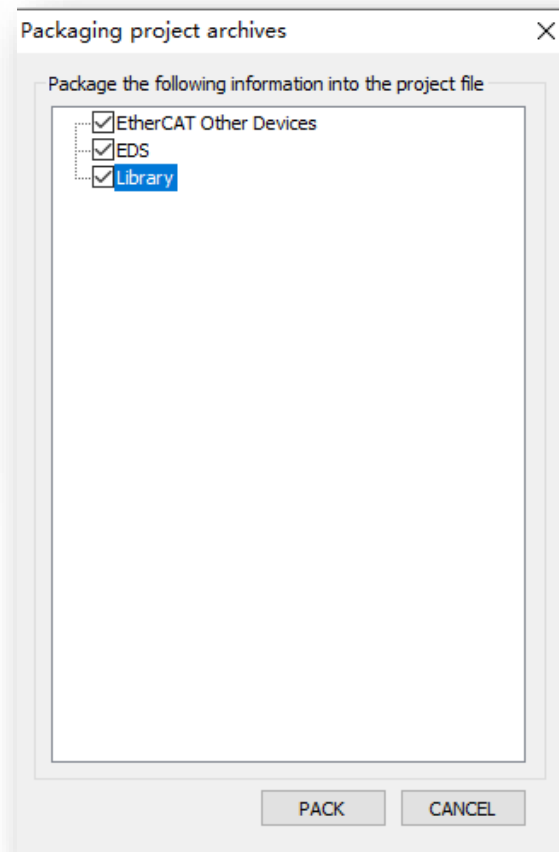 Packaging project archives
Package the following information into the project file
EtherCAT Other Devices
EDS
Library
PACK
CANCEL